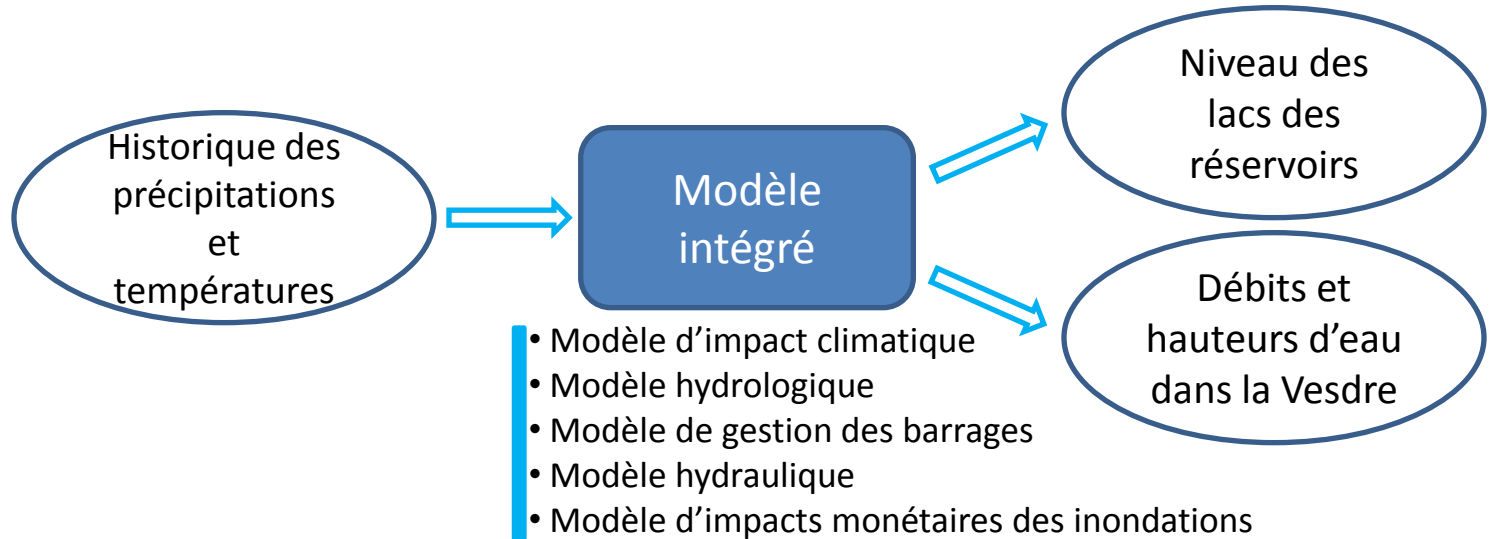 Historique des
précipitations
et
températures
Modèle
intégré
• Modèle d’impact climatique
• Modèle hydrologique
• Modèle de gestion des barrages
• Modèle hydraulique
• Modèle d’impacts monétaires des inondations
Niveau des
lacs des
réservoirs
Débits et
hauteurs d’eau
dans la Vesdre